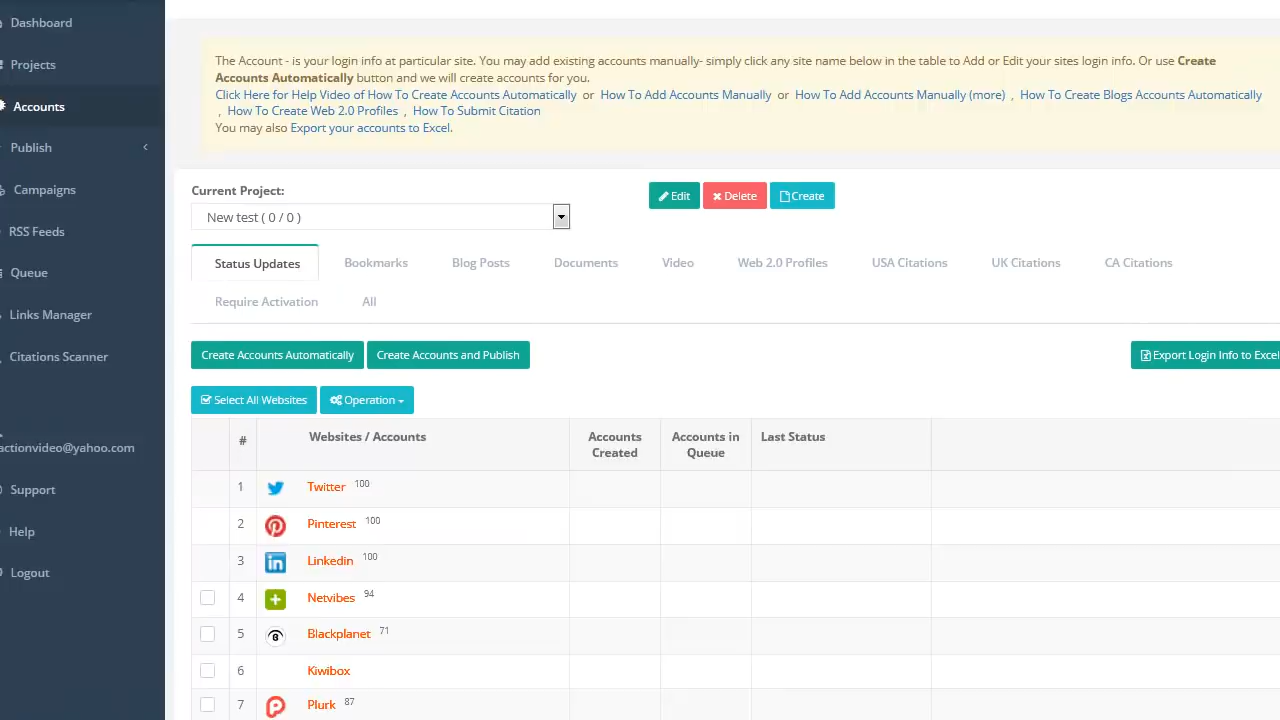 Dashboard
Projects
Accounts
Publish
Campaigns
RSS Feeds
Queue
Links Manager
Citations Scanner
actionvideo@yahoo.com
Support
Help
Logout
The Account - is your login info at particular site. You may add existing accounts manually- simply click any site name below in the table to Add or Edit your sites login info. Or use Create
Accounts Automatically button and we will create accounts for you.
Click Here for Help Video of How To Create Accounts Automatically or How To Add Accounts Manually or How To Add Accounts Manually (more) , How To Create Blogs Accounts Automatically
, How To Create Web 2.0 Profiles , How To Submit Citation
You may also Export your accounts to Excel.
Current Project:
Edit Delete Create
New test ( 0 / 0 )
Status Updates Bookmarks Blog Posts Documents Video Web 2.0 Profiles USA Citations UK Citations CA Citations
Require Activation All
Create Accounts Automatically Create Accounts and Publish Export Login Info to Excel
Select All Websites Operation
# Websites / Accounts Accounts Created Accounts in Queue Last Status
1 Twitter 100
2 Pinterest 100
3 Linkedin 100
4 Netvibes 94
5 Blackplanet 71
6 Kiwibox
7 Plurk 87